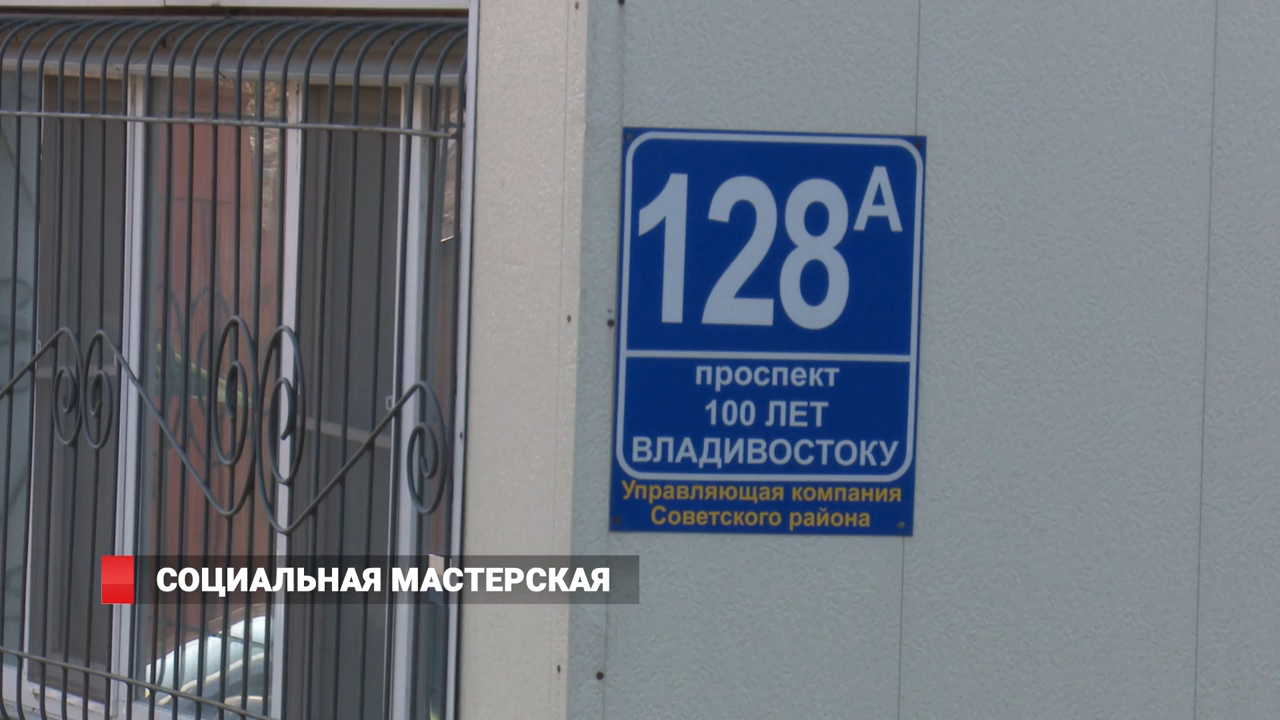 128А
проспект
100 ЛЕТ
ВЛАДИВОСТОКУ
Управляющая компания
Советского района
СОЦИАЛЬНАЯ МАСТЕРСКАЯ